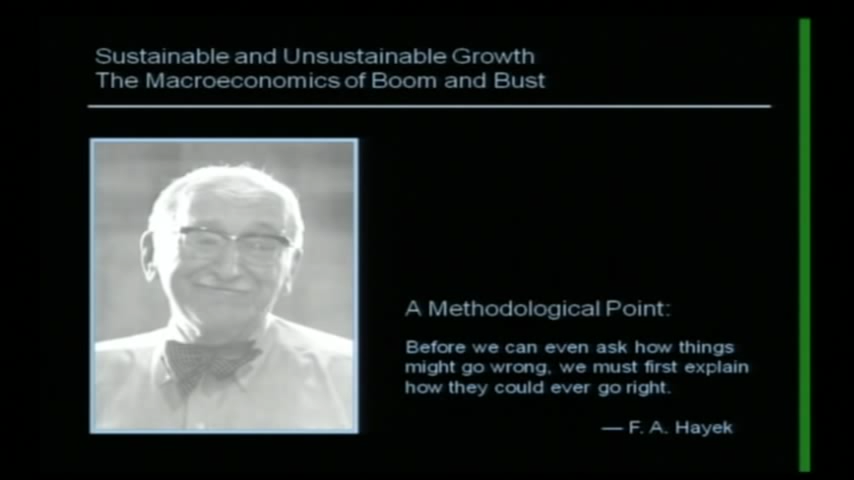 Sustainable and Unsustainable Growth
The Macroeconomics of Boom and Bust
A Methodological Point:
Before we can even ask how things
might go wrong, we must first explain
how they could ever go right.
— F. A. Hayek